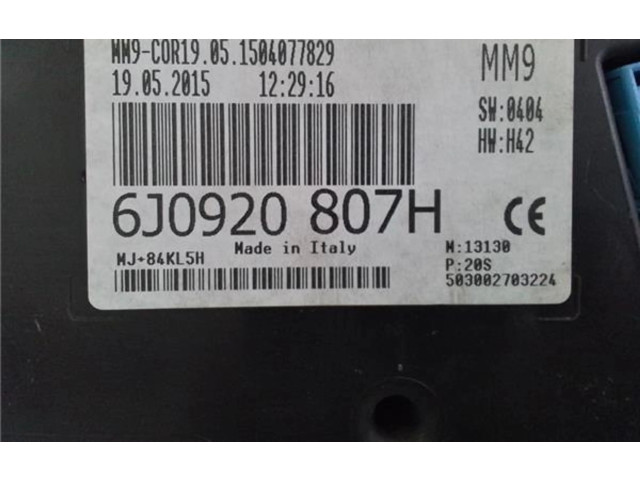 MM9-COR19.05.1504077829
19.05.2015 12:29:16
MM9
SW:0404
HW:H42
6J0920 807H
CE
Made in Italy
MJ+84KL5H
M:13130
P:20S
503002703224